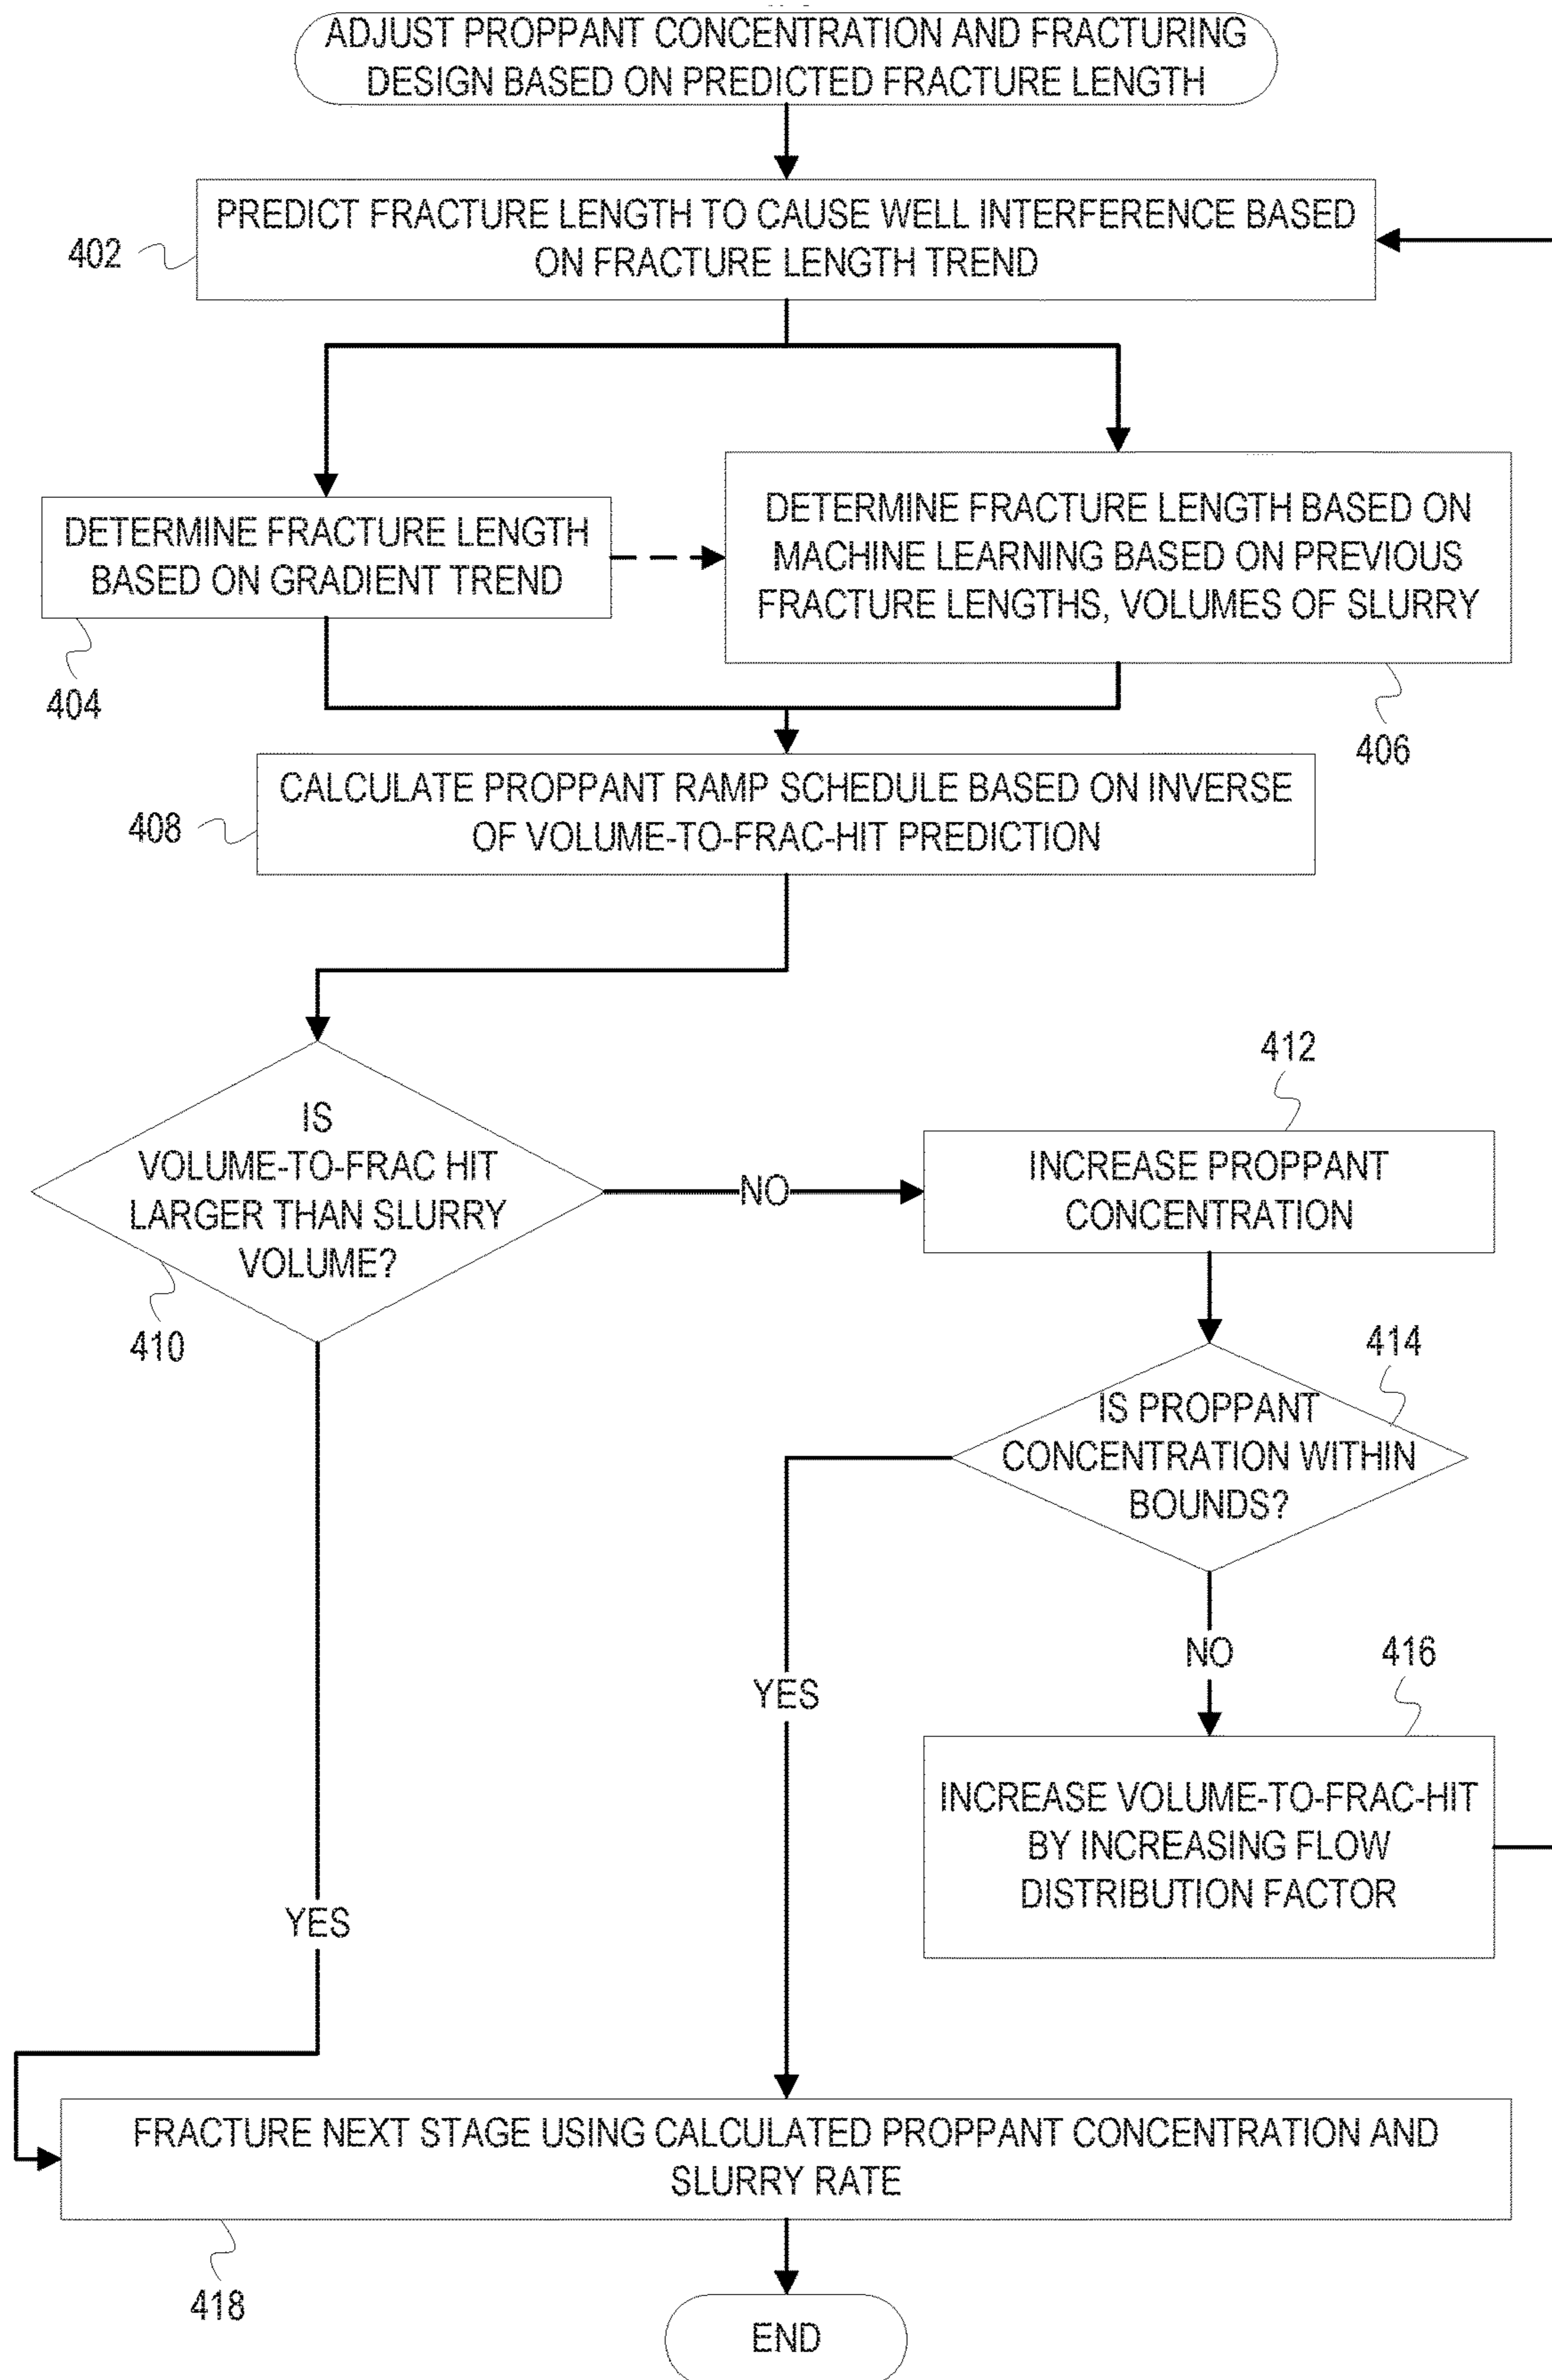 ADJUST PROPPANT CONCENTRATION AND FRACTURING
DESIGN BASED ON PREDICTED FRACTURE LENGTH
PREDICT FRACTURE LENGTH TO CAUSE WELL INTERFERENCE BASED
ON FRACTURE LENGTH TREND
402
DETERMINE FRACTURE LENGTH
BASED ON GRADIENT TREND
404
DETERMINE FRACTURE LENGTH BASED ON
MACHINE LEARNING BASED ON PREVIOUS
FRACTURE LENGTHS, VOLUMES OF SLURRY
406
CALCULATE PROPPANT RAMP SCHEDULE BASED ON INVERSE
OF VOLUME-TO-FRAC-HIT PREDICTION
408
IS
VOLUME-TO-FRAC HIT
LARGER THAN SLURRY
VOLUME?
410
NO
412
INCREASE PROPPANT
CONCENTRATION
414
IS PROPPANT
CONCENTRATION WITHIN
BOUNDS?
NO
YES
416
INCREASE VOLUME-TO-FRAC-HIT
BY INCREASING FLOW
DISTRIBUTION FACTOR
YES
FRACTURE NEXT STAGE USING CALCULATED PROPPANT CONCENTRATION AND
SLURRY RATE
418
END